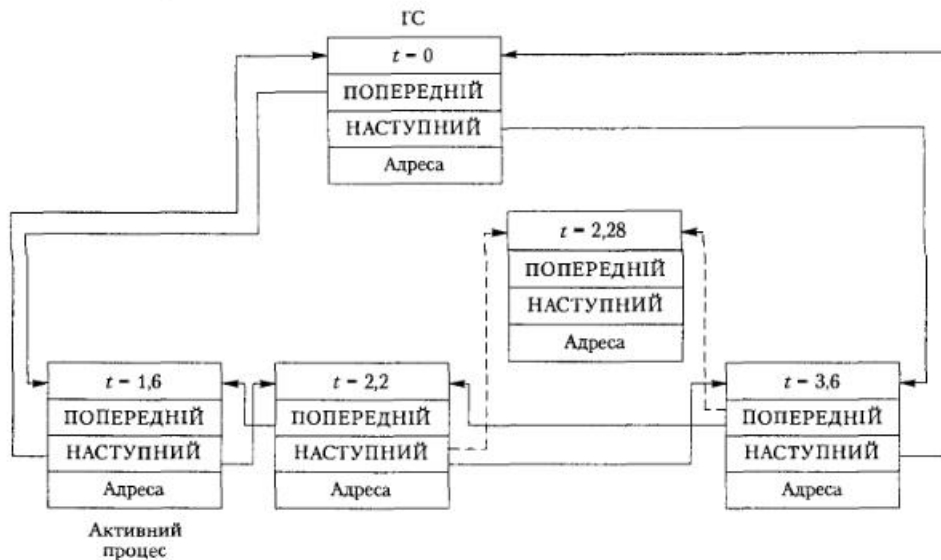 ГС
t = 0
ПОПЕРЕДНІЙ
НАСТУПНИЙ
Адреса
t = 2,28
ПОПЕРЕДНІЙ
НАСТУПНИЙ
Адреса
t = 1,6
ПОПЕРЕДНІЙ
НАСТУПНИЙ
Адреса
Активний
процес
t = 2,2
ПОПЕРЕДНІЙ
НАСТУПНИЙ
Адреса
t = 3,6
ПОПЕРЕДНІЙ
НАСТУПНИЙ
Адреса